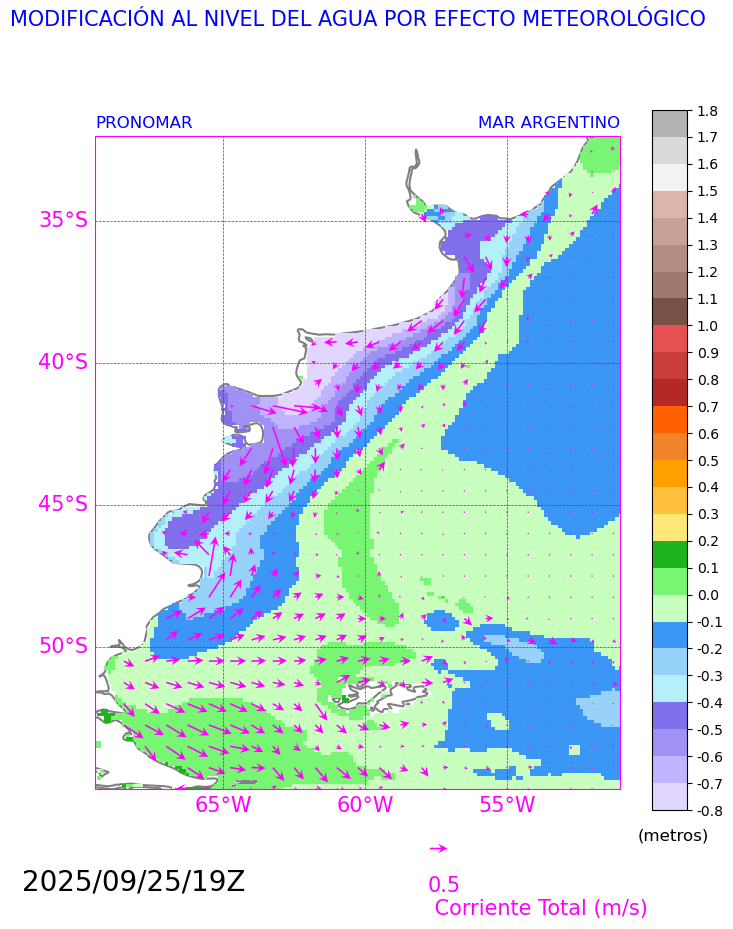 MODIFICACIÓN AL NIVEL DEL AGUA POR EFECTO METEOROLÓGICO
PRONOMAR
MAR ARGENTINO
35°S
40°S
45°S
50°S
65°W
60°W
55°W
1.8
1.7
1.6
1.5
1.4
1.3
1.2
1.1
1.0
0.9
0.8
0.7
0.6
0.5
0.4
0.3
0.2
0.1
0.0
-0.1
-0.2
-0.3
-0.4
-0.5
-0.6
-0.7
-0.8
(metros)
2025/09/25/19Z
0.5
Corriente Total (m/s)